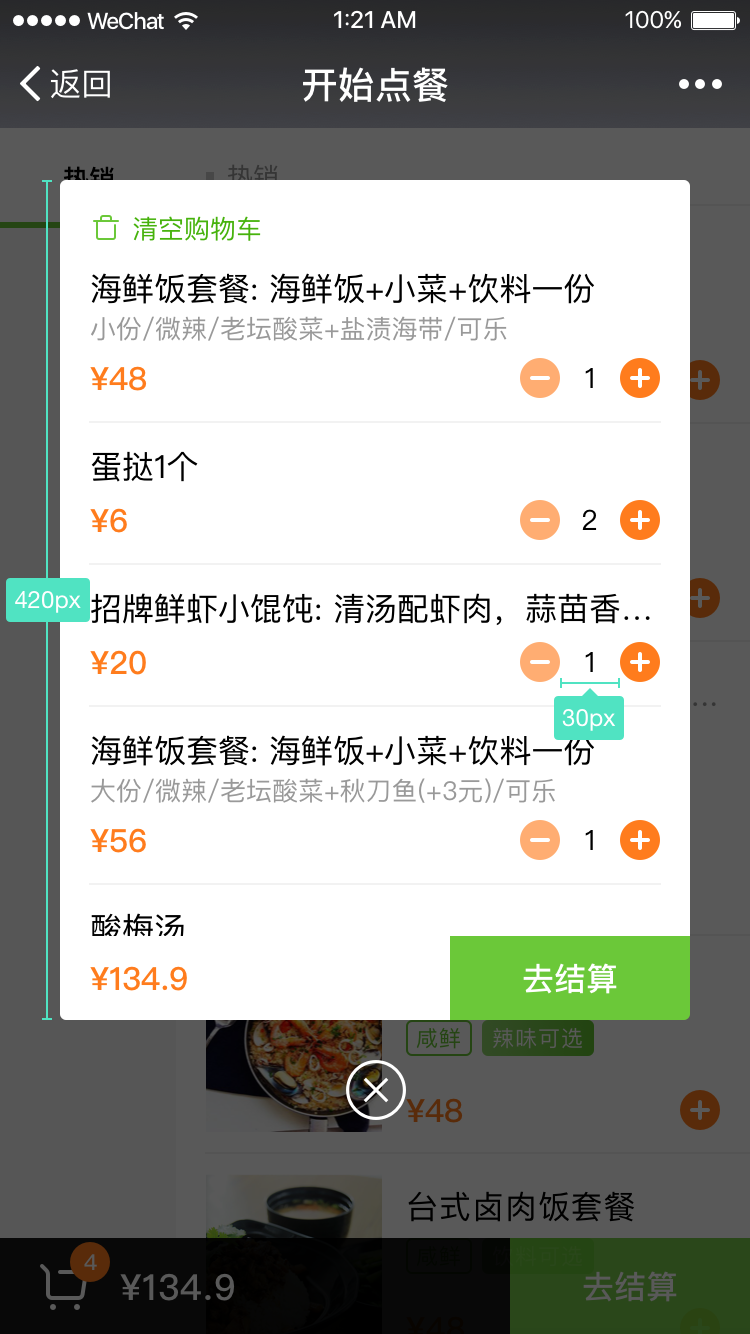 WeChat 1:21 AM 100%
返回 开始点餐
热销 热销
清空购物车
海鲜饭套餐: 海鲜饭+小菜+饮料一份
小份/微辣/老坛酸菜+盐渍海带/可乐
¥48 1
蛋挞1个
¥6 2
420px
招牌鲜虾小馄饨: 清汤配虾肉，蒜苗香...
¥20 1
30px
海鲜饭套餐: 海鲜饭+小菜+饮料一份
大份/微辣/老坛酸菜+秋刀鱼(+3元)/可乐
¥56 1
酸梅汤
¥134.9 去结算
咸鲜 辣味可选
¥48
台式卤肉饭套餐
4 ¥134.9 去结算